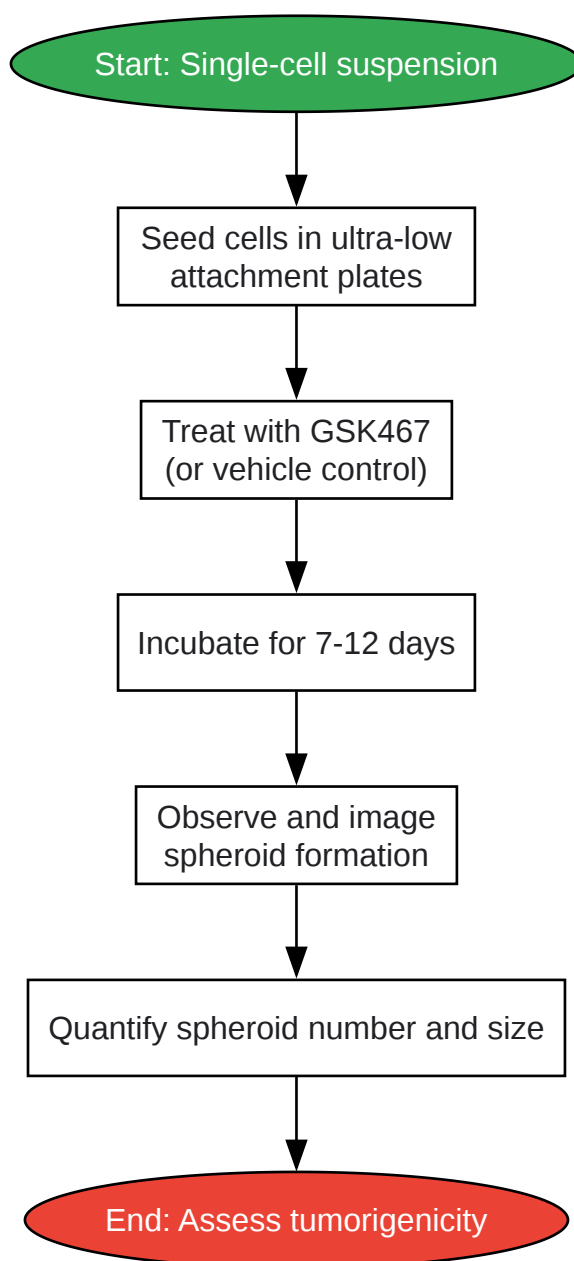 Start: Single-cell suspension
Seed cells in ultra-low
attachment plates
Treat with GSK467
(or vehicle control)
Incubate for 7-12 days
Observe and image
spheroid formation
Quantify spheroid number and size
End: Assess tumorigenicity